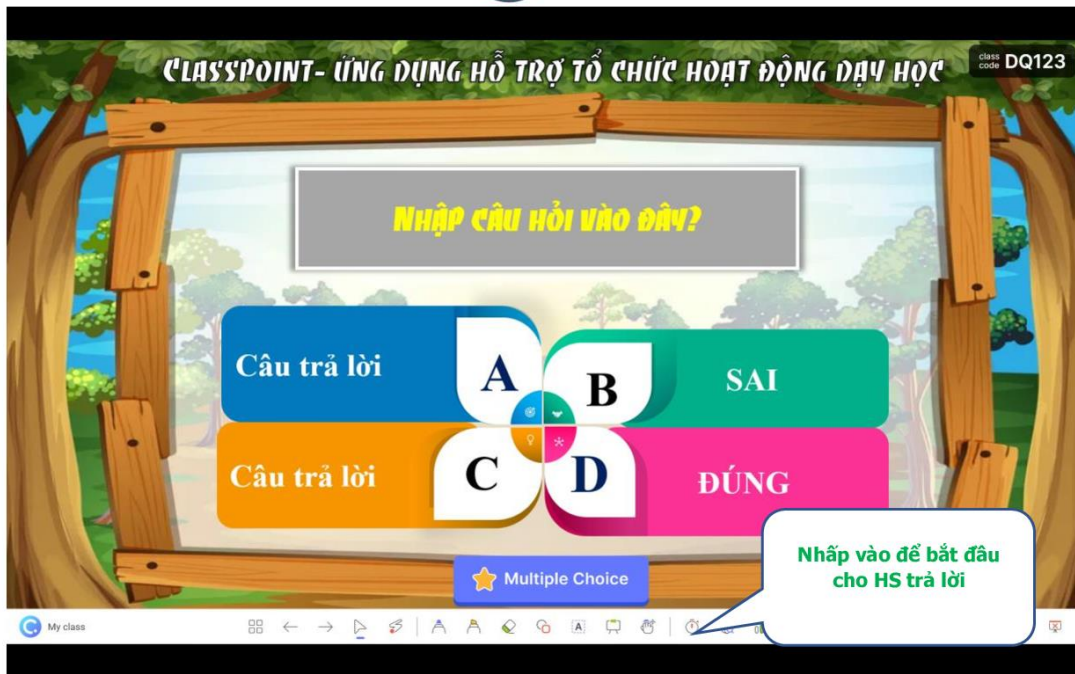 CLASSPOINT- ỨNG DỤNG HỖ TRỢ TỔ CHỨC HOẠT ĐỘNG DẠY HỌC
class code DQ123
NHẬP CÂU HỎI VÀO ĐÂY?
Câu trả lời
A
B
SAI
Câu trả lời
C
D
ĐÚNG
Nhấp vào để bắt đâu
cho HS trả lời
Multiple Choice
My class
A